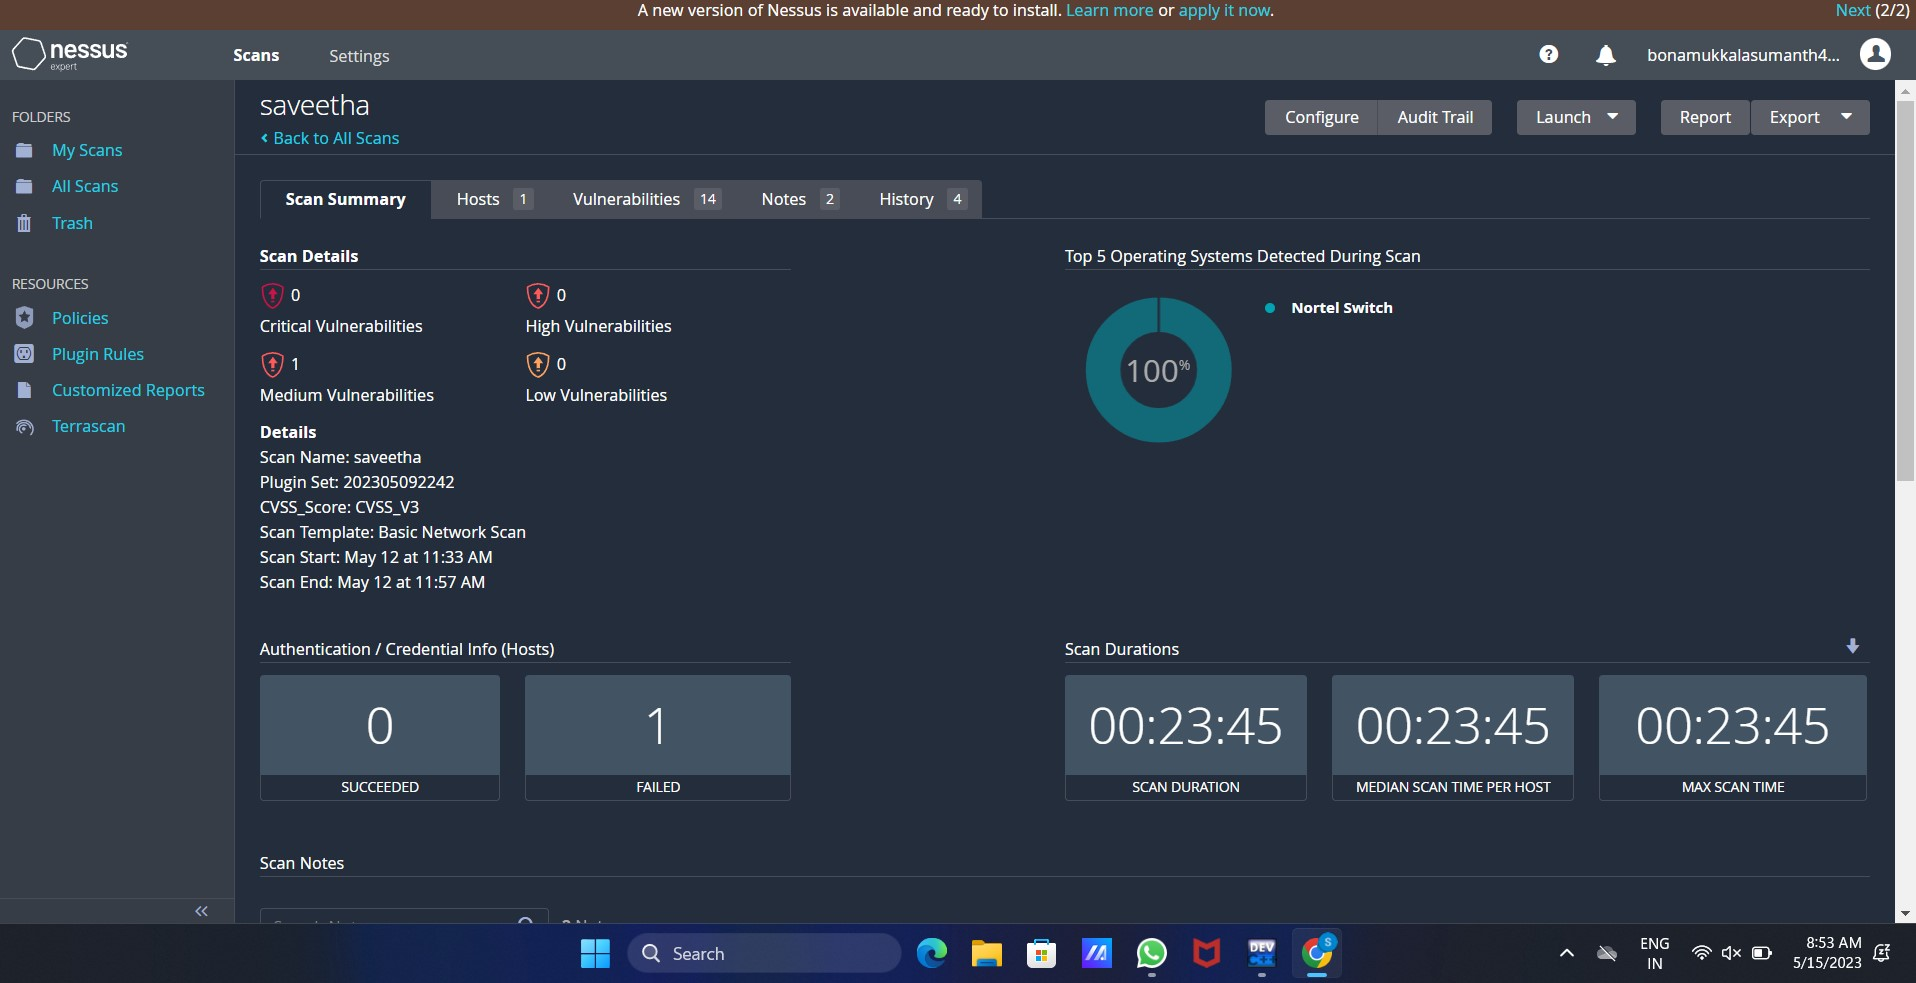 A new version of Nessus is available and ready to install. Learn more or apply it now.
Next (2/2)
nessus
expert
Scans
Settings
bonamukkalasumanth4...
FOLDERS
My Scans
All Scans
Trash
RESOURCES
Policies
Plugin Rules
Customized Reports
Terrascan
saveetha
Back to All Scans
Configure
Audit Trail
Launch
Report
Export
Scan Summary
Hosts 1
Vulnerabilities 14
Notes 2
History 4
Scan Details
0
Critical Vulnerabilities
0
High Vulnerabilities
1
Medium Vulnerabilities
0
Low Vulnerabilities
Details
Scan Name: saveetha
Plugin Set: 202305092242
CVSS_Score: CVSS_V3
Scan Template: Basic Network Scan
Scan Start: May 12 at 11:33 AM
Scan End: May 12 at 11:57 AM
Top 5 Operating Systems Detected During Scan
100%
Nortel Switch
Authentication / Credential Info (Hosts)
0
SUCCEEDED
1
FAILED
Scan Durations
00:23:45
SCAN DURATION
00:23:45
MEDIAN SCAN TIME PER HOST
00:23:45
MAX SCAN TIME
Scan Notes
Search
DEV
C++
S
ENG
IN
8:53 AM
5/15/2023